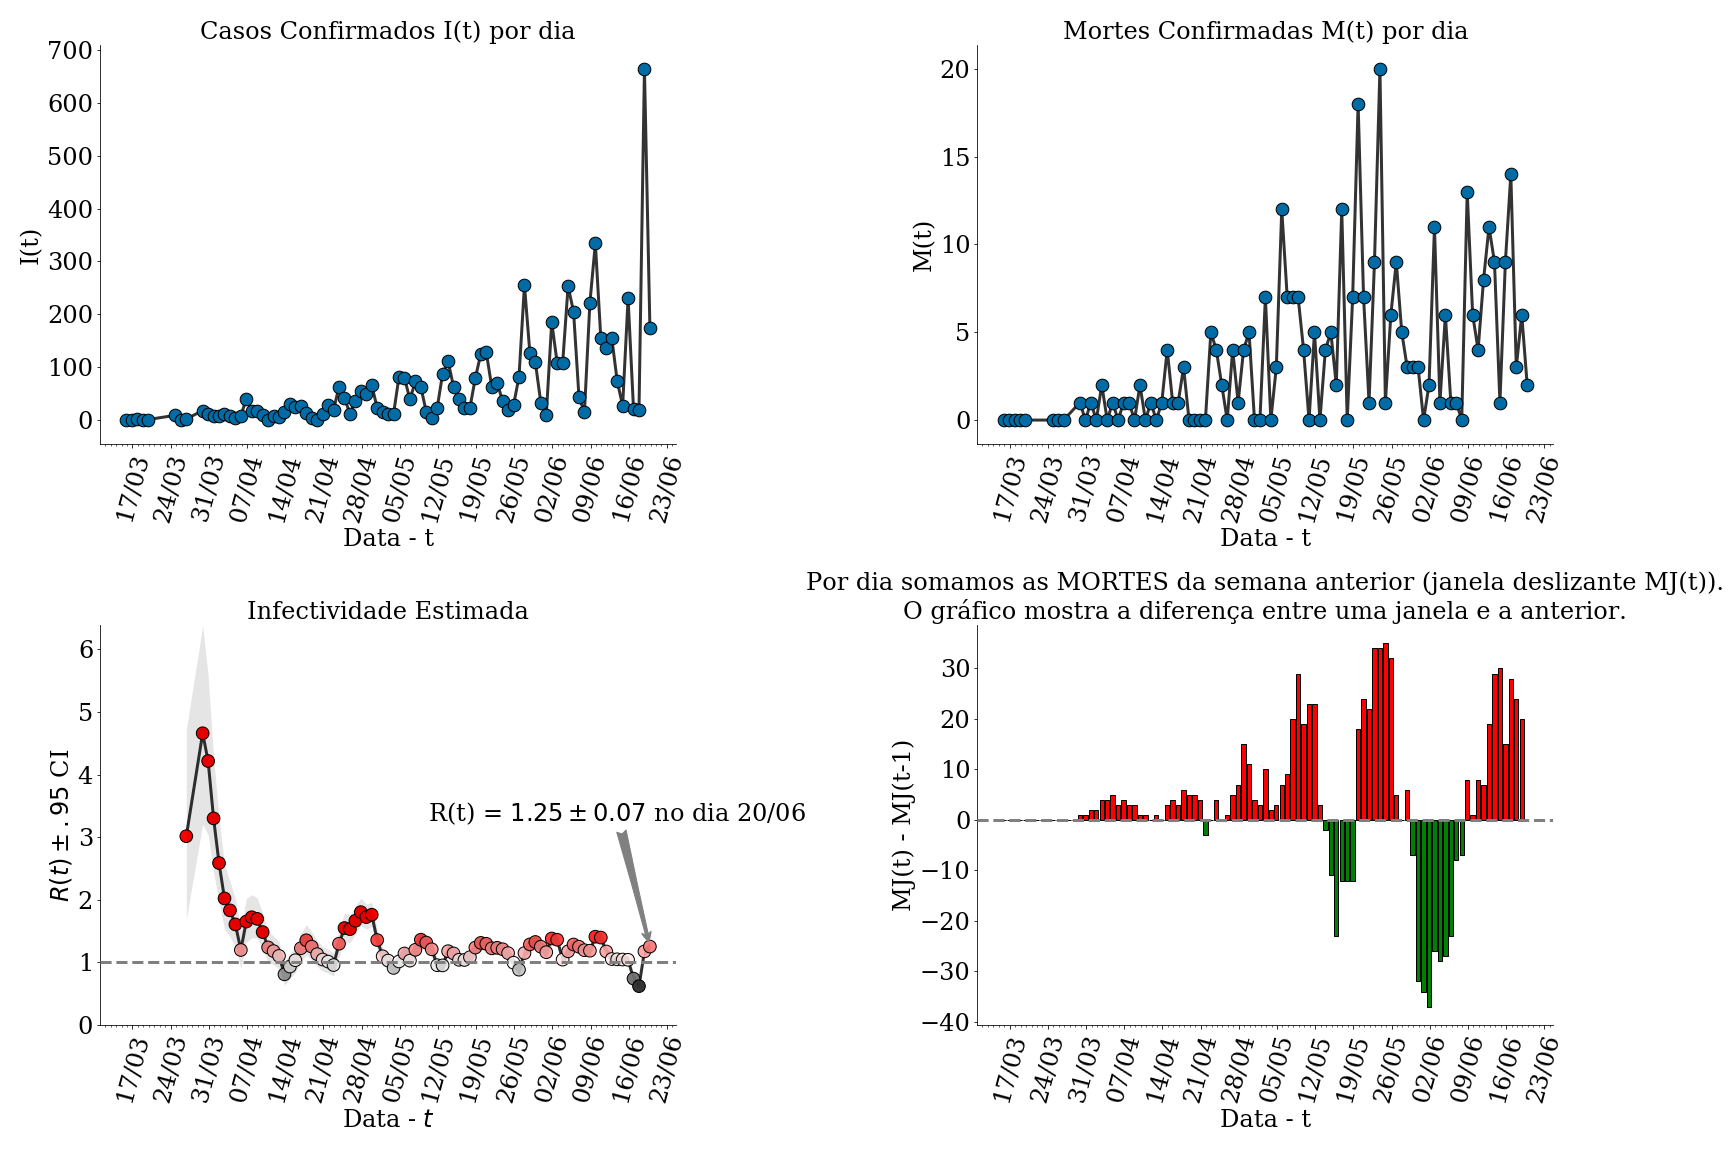 Casos Confirmados I(t) por dia
700
600
500
400
300
200
100
0
I(t)
17/03 24/03 31/03 07/04 14/04 21/04 28/04 05/05 12/05 19/05 26/05 02/06 09/06 16/06 23/06
Data - t
Mortes Confirmadas M(t) por dia
20
15
10
5
0
M(t)
17/03 24/03 31/03 07/04 14/04 21/04 28/04 05/05 12/05 19/05 26/05 02/06 09/06 16/06 23/06
Data - t
Infectividade Estimada
6
5
4
3
2
1
0
R(t) ± .95 CI
R(t) = 1.25 ± 0.07 no dia 20/06
17/03 24/03 31/03 07/04 14/04 21/04 28/04 05/05 12/05 19/05 26/05 02/06 09/06 16/06 23/06
Data - t
Por dia somamos as MORTES da semana anterior (janela deslizante MJ(t)).
O gráfico mostra a diferença entre uma janela e a anterior.
30
20
10
0
−10
−20
−30
−40
MJ(t) - MJ(t-1)
17/03 24/03 31/03 07/04 14/04 21/04 28/04 05/05 12/05 19/05 26/05 02/06 09/06 16/06 23/06
Data - t